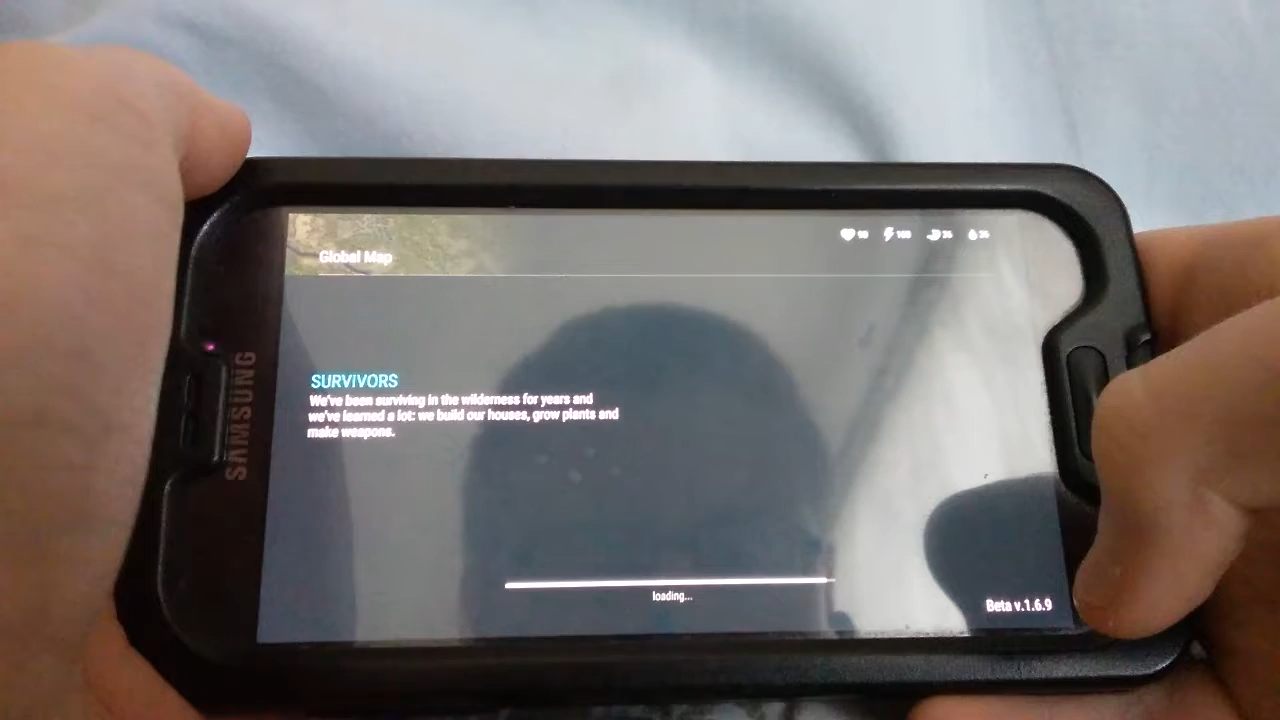 Global Map
SURVIVORS
We've been surviving in the wilderness for years and
we've learned a lot: we build our houses, grow plants and
make weapons.
loading...
Beta v.1.6.9
SAMSUNG